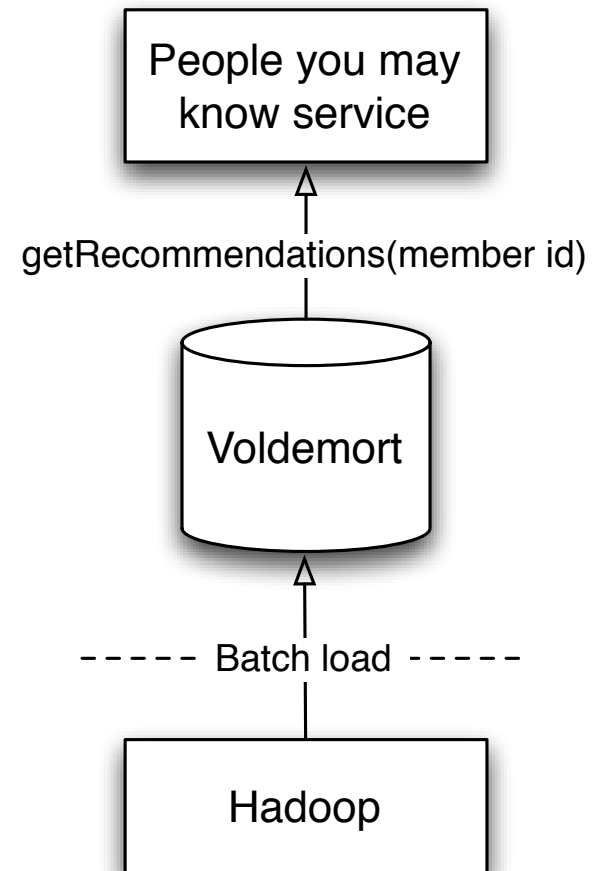 People you may
know service
getRecommendations(member id)
Voldemort
Batch load
Hadoop